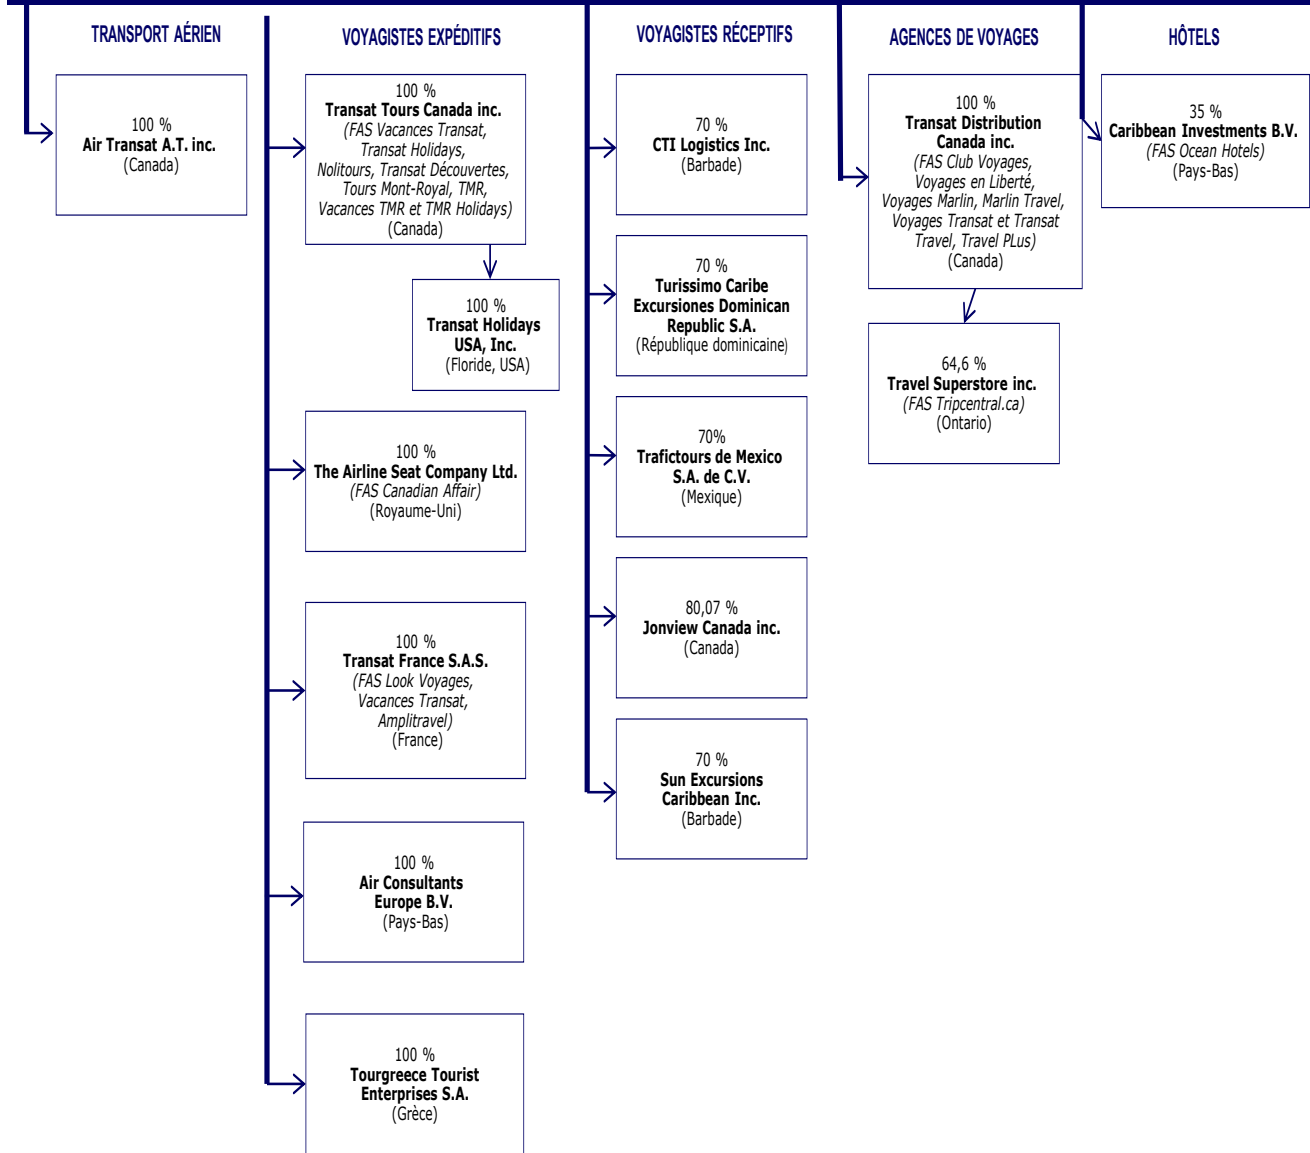 TRANSPORT AÉRIEN
100 %
Air Transat A.T. inc.
(Canada)
VOYAGISTES EXPÉDITIFS
100 %
Transat Tours Canada inc.
(FAS Vacances Transat,
Transat Holidays,
Nolitours, Transat Découvertes,
Tours Mont-Royal, TMR,
Vacances TMR et TMR Holidays)
(Canada)
100 %
Transat Holidays
USA, Inc.
(Floride, USA)
100 %
The Airline Seat Company Ltd.
(FAS Canadian Affair)
(Royaume-Uni)
100 %
Transat France S.A.S.
(FAS Look Voyages,
Vacances Transat,
Amplitravel)
(France)
100 %
Air Consultants
Europe B.V.
(Pays-Bas)
100 %
Tourgreece Tourist
Enterprises S.A.
(Grèce)
VOYAGISTES RÉCEPTIFS
70 %
CTI Logistics Inc.
(Barbade)
70 %
Turissimo Caribe
Excursiones Dominican
Republic S.A.
(République dominicaine)
70%
Trafictours de Mexico
S.A. de C.V.
(Mexique)
80,07 %
Jonview Canada inc.
(Canada)
70 %
Sun Excursions
Caribbean Inc.
(Barbade)
AGENCES DE VOYAGES
100 %
Transat Distribution
Canada inc.
(FAS Club Voyages,
Voyages en Liberté,
Voyages Marlin, Marlin Travel,
Voyages Transat et Transat
Travel, Travel PLus)
(Canada)
64,6 %
Travel Superstore inc.
(FAS Tripcentral.ca)
(Ontario)
HÔTELS
35 %
Caribbean Investments B.V.
(FAS Ocean Hotels)
(Pays-Bas)